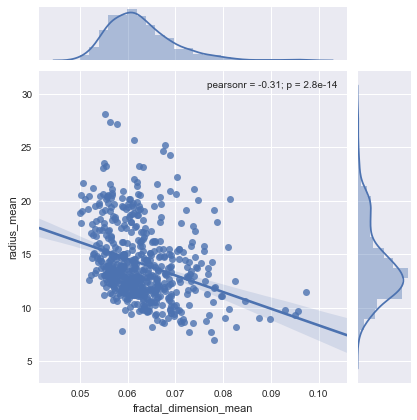 pearsonr = -0.31; p = 2.8e-14
30
25
20
15
10
5
radius_mean
0.05 0.06 0.07 0.08 0.09 0.10
fractal_dimension_mean